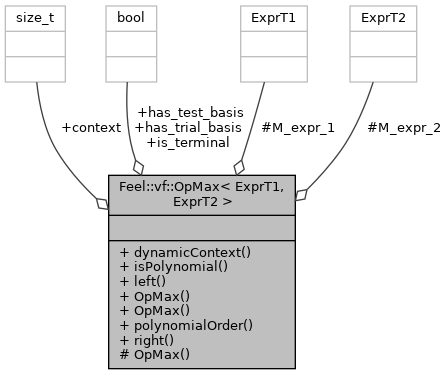 size_t
bool
ExprT1
ExprT2
+context
+has_test_basis
+has_trial_basis
+is_terminal
#M_expr_1
#M_expr_2
Feel::vf::OpMax< ExprT1,
ExprT2 >
+ dynamicContext()
+ isPolynomial()
+ left()
+ OpMax()
+ OpMax()
+ polynomialOrder()
+ right()
# OpMax()